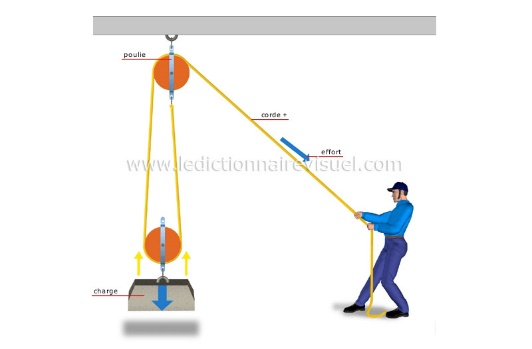 poulie
corde +
effort
www.ledictionnairevisuel.com
charge